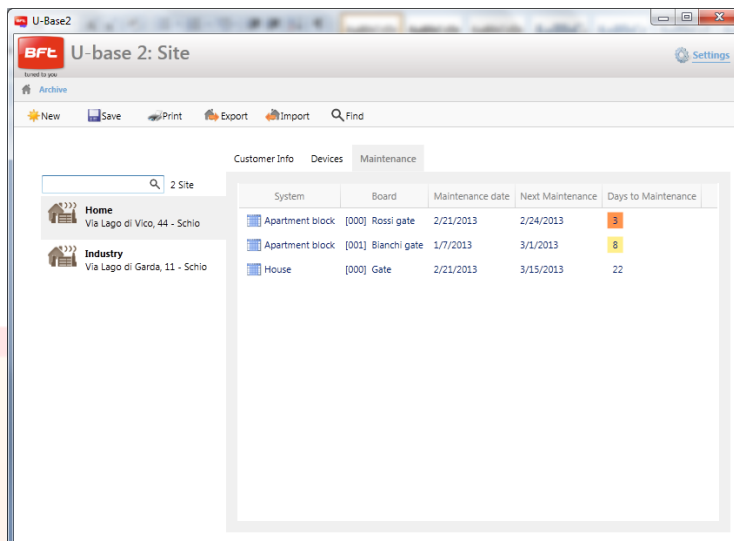 U-Base2
BFT U-base 2: Site
tuned to you
Settings
Archive
New Save Print Export Import Find
Customer Info Devices Maintenance
2 Site
Home
Via Lago di Vico, 44 - Schio
Industry
Via Lago di Garda, 11 - Schio
System Board Maintenance date Next Maintenance Days to Maintenance
Apartment block [000] Rossi gate 2/21/2013 2/24/2013 3
Apartment block [001] Bianchi gate 1/7/2013 3/1/2013 8
House [000] Gate 2/21/2013 3/15/2013 22